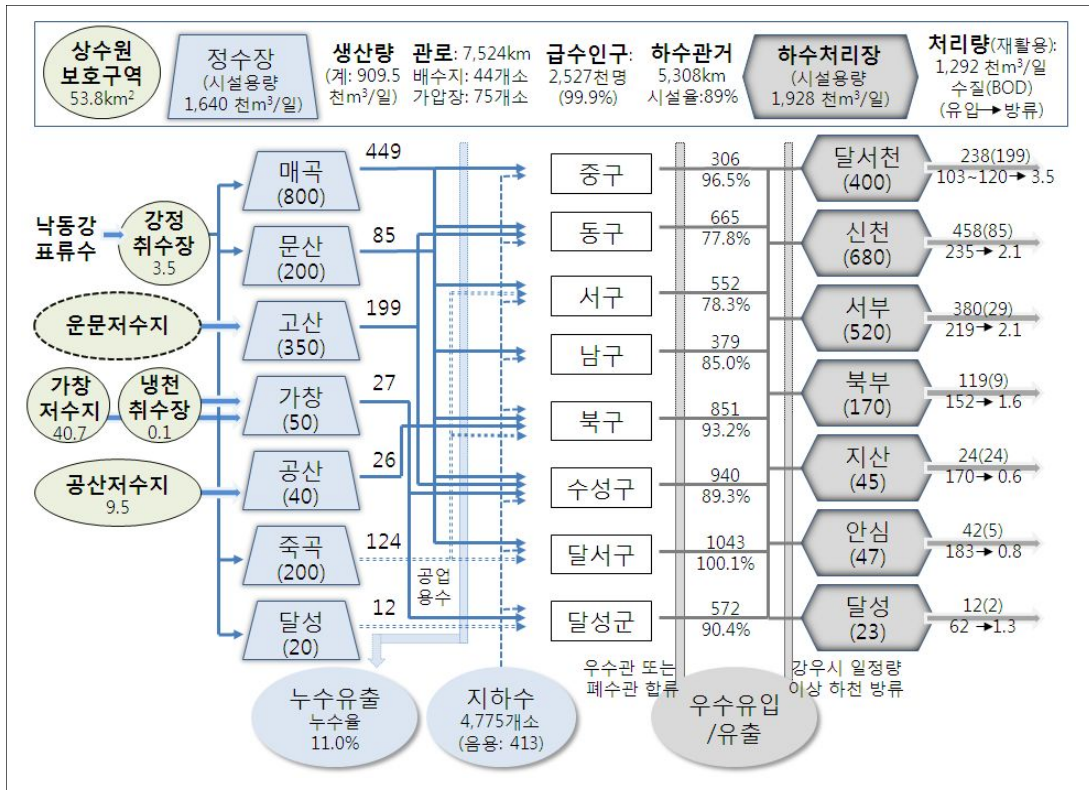 상수원
보호구역
53.8km²
정수장
(시설용량
1,640 천m³/일)
생산량
(계: 909.5
천m³/일)
관로: 7,524km
배수지: 44개소
가압장: 75개소
급수인구:
2,527천명
(99.9%)
하수관거
5,308km
시설율:89%
하수처리장
(시설용량
1,928 천m³/일)
처리량(재활용):
1,292 천m³/일
수질(BOD)
(유입→방류)
낙동강
표류수
강정
취수장
3.5
운문저수지
가창
저수지
40.7
냉천
취수장
0.1
공산저수지
9.5
매곡
(800)
449
문산
(200)
85
고산
(350)
199
가창
(50)
27
공산
(40)
26
죽곡
(200)
124
달성
(20)
12
공업
용수
누수유출
누수율
11.0%
지하수
4,775개소
(음용: 413)
중구
306
96.5%
동구
665
77.8%
서구
552
78.3%
남구
379
85.0%
북구
851
93.2%
수성구
940
89.3%
달서구
1043
100.1%
달성군
572
90.4%
우수관 또는
폐수관 합류
우수유입
/유출
강우시 일정량
이상 하천 방류
달서천
(400)
238(199)
103~120→ 3.5
신천
(680)
458(85)
235→ 2.1
서부
(520)
380(29)
219→ 2.1
북부
(170)
119(9)
152→ 1.6
지산
(45)
24(24)
170→ 0.6
안심
(47)
42(5)
183→ 0.8
달성
(23)
12(2)
62 →1.3